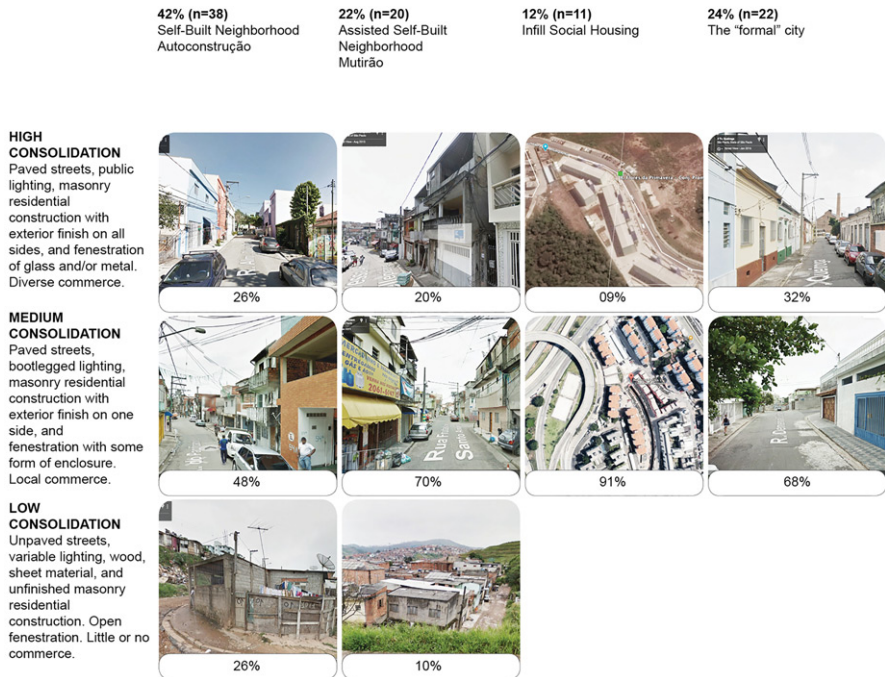 42% (n=38)
Self-Built Neighborhood
Autoconstrução
22% (n=20)
Assisted Self-Built
Neighborhood
Mutirão
12% (n=11)
Infill Social Housing
24% (n=22)
The “formal” city
HIGH
CONSOLIDATION
Paved streets, public
lighting, masonry
residential
construction with
exterior finish on all
sides, and fenestration
of glass and/or metal.
Diverse commerce.
26%
20%
09%
32%
MEDIUM
CONSOLIDATION
Paved streets,
bootlegged lighting,
masonry residential
construction with
exterior finish on one
side, and
fenestration with some
form of enclosure.
Local commerce.
Rua
48%
70%
91%
R.
68%
LOW
CONSOLIDATION
Unpaved streets,
variable lighting, wood,
sheet material, and
unfinished masonry
residential
construction. Open
fenestration. Little or no
commerce.
26%
10%